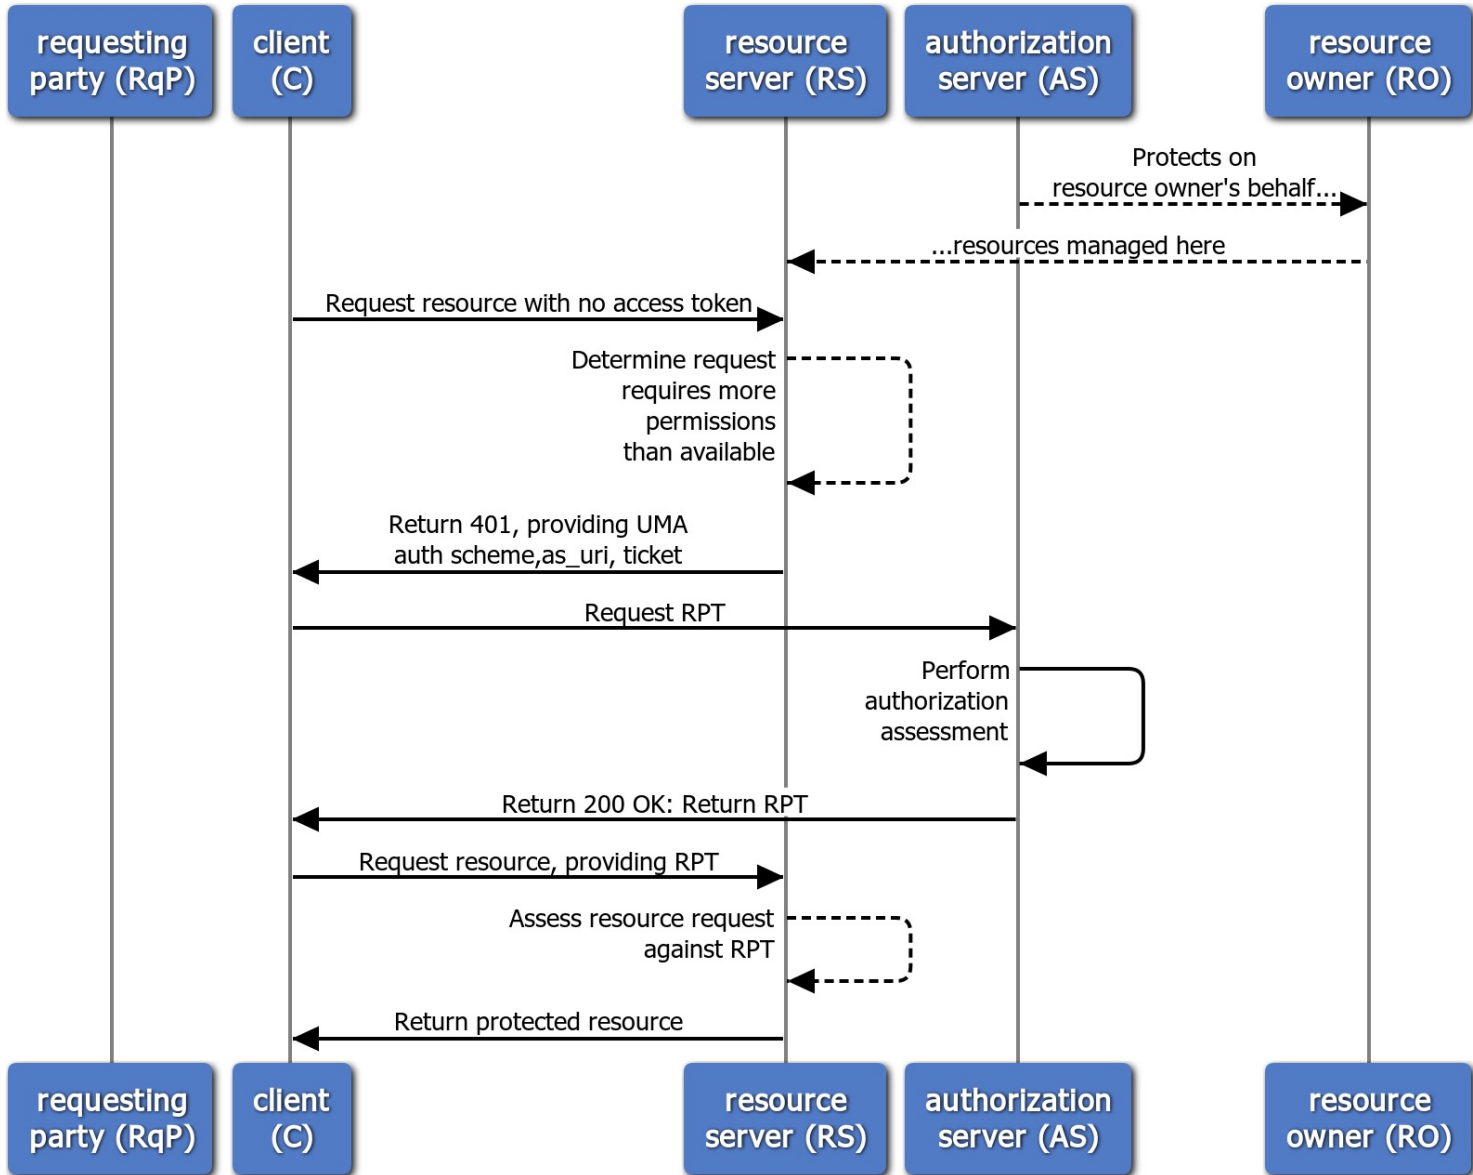 requesting
party (RqP)
client
(C)
resource
server (RS)
authorization
server (AS)
resource
owner (RO)
Protects on
resource owner's behalf...
...resources managed here
Request resource with no access token
Determine request
requires more
permissions
than available
Return 401, providing UMA
auth scheme,as_uri, ticket
Request RPT
Perform
authorization
assessment
Return 200 OK: Return RPT
Request resource, providing RPT
Assess resource request
against RPT
Return protected resource
requesting
party (RqP)
client
(C)
resource
server (RS)
authorization
server (AS)
resource
owner (RO)